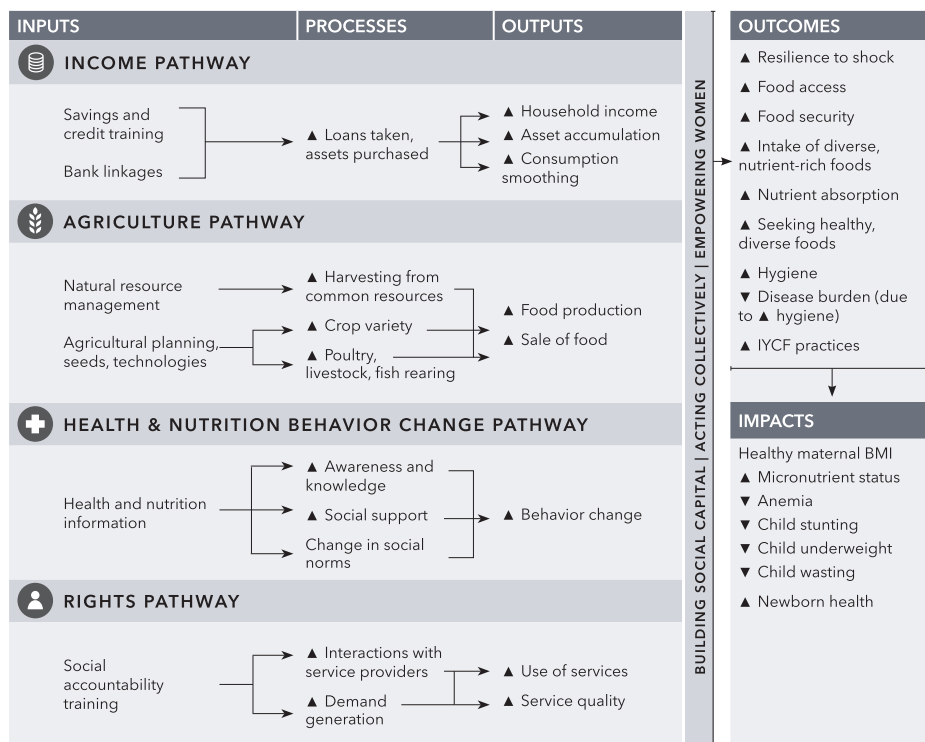 INPUTS
PROCESSES
OUTPUTS
INCOME PATHWAY
Savings and
credit training
Bank linkages
▲ Loans taken,
assets purchased
▲ Household income
▲ Asset accumulation
▲ Consumption
smoothing
AGRICULTURE PATHWAY
Natural resource
management
Agricultural planning,
seeds, technologies
▲ Harvesting from
common resources
▲ Crop variety
▲ Poultry,
livestock, fish rearing
▲ Food production
▲ Sale of food
HEALTH & NUTRITION BEHAVIOR CHANGE PATHWAY
Health and nutrition
information
▲ Awareness and
knowledge
▲ Social support
Change in social
norms
▲ Behavior change
RIGHTS PATHWAY
Social
accountability
training
▲ Interactions with
service providers
▲ Demand
generation
▲ Use of services
▲ Service quality
BUILDING SOCIAL CAPITAL | ACTING COLLECTIVELY | EMPOWERING WOMEN
OUTCOMES
▲ Resilience to shock
▲ Food access
▲ Food security
▲ Intake of diverse,
nutrient-rich foods
▲ Nutrient absorption
▲ Seeking healthy,
diverse foods
▲ Hygiene
▼ Disease burden (due
to ▲ hygiene)
▲ IYCF practices
IMPACTS
Healthy maternal BMI
▲ Micronutrient status
▼ Anemia
▼ Child stunting
▼ Child underweight
▼ Child wasting
▲ Newborn health